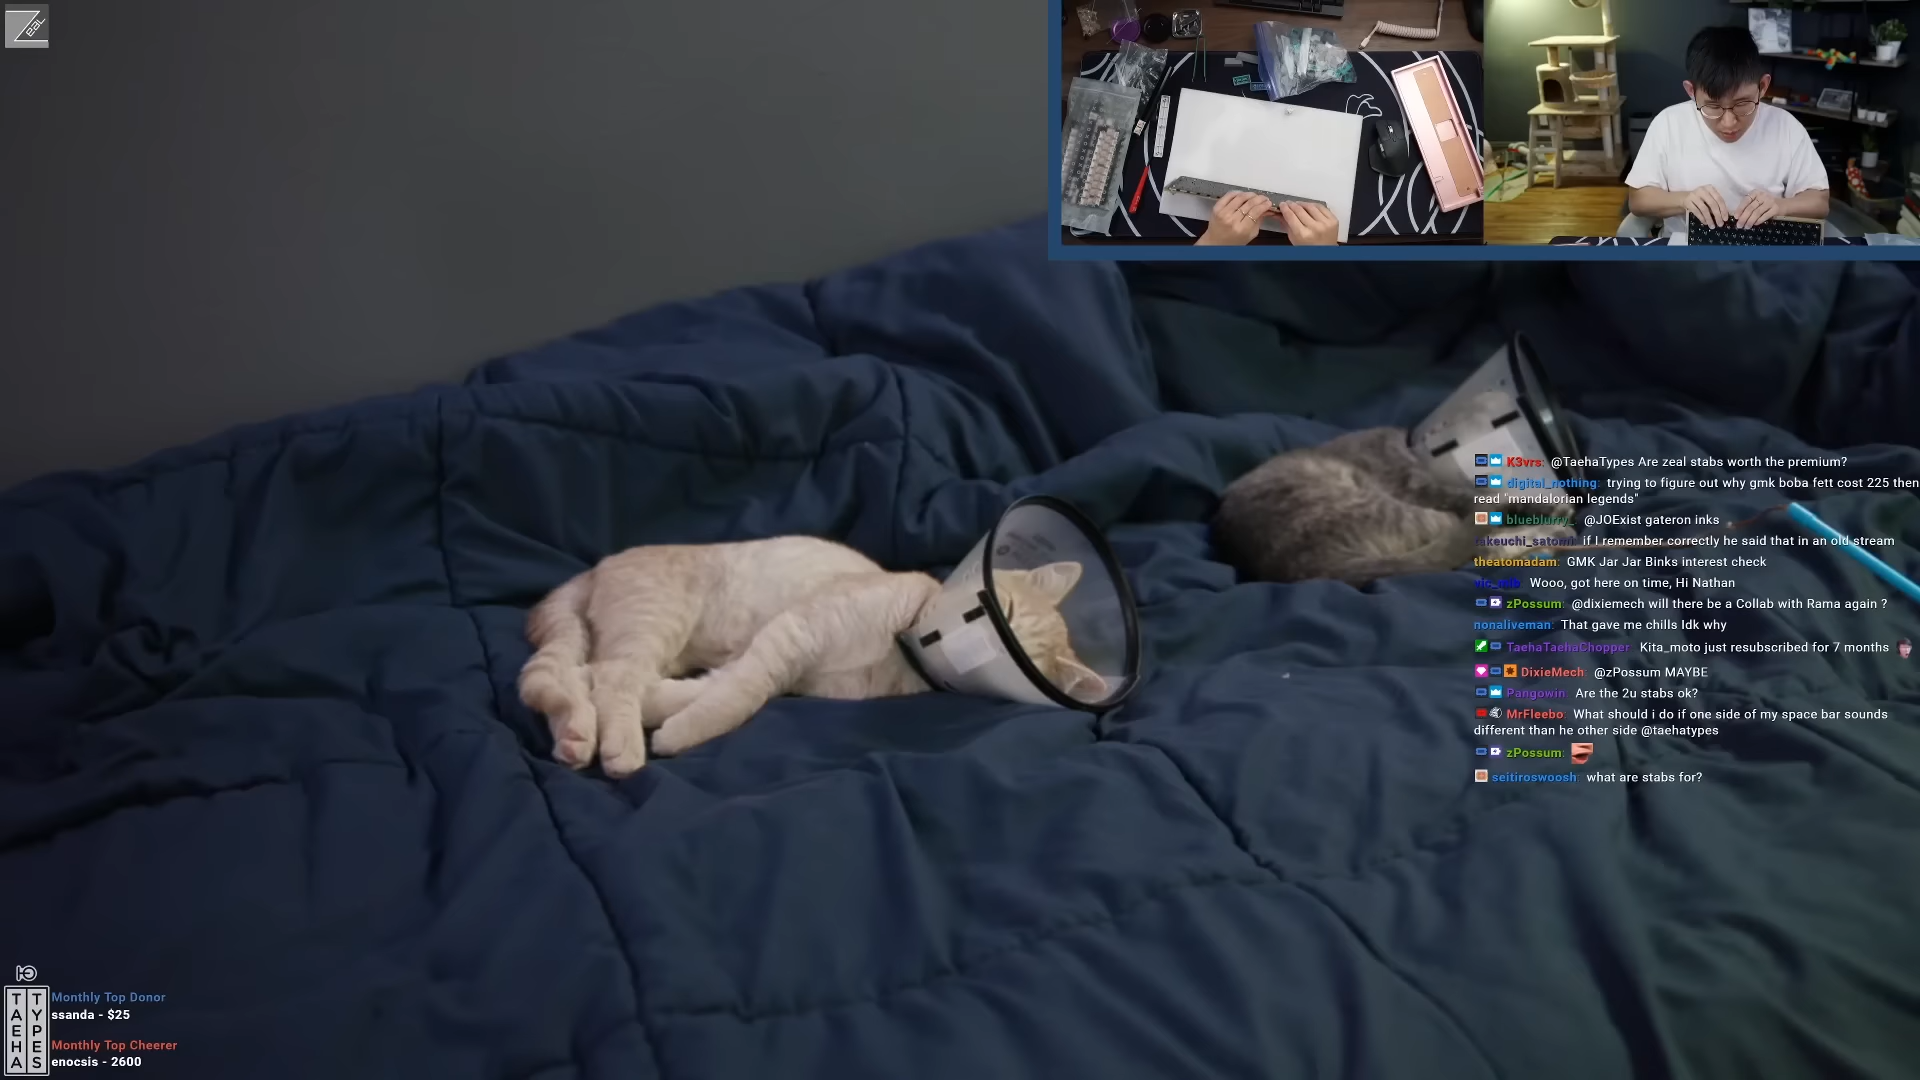 Zeal
K3vrs: @TaehaTypes Are zeal stabs worth the premium?
digital_nothing: trying to figure out why gmk boba fett cost 225 then
read "mandalorian legends"
blueblurry_: @JOExist gateron inks
takeuchi_satomi: if I remember correctly he said that in an old stream
theatomadam: GMK Jar Jar Binks interest check
Wooo, got here on time, Hi Nathan
zPossum: @dixiemech will there be a Collab with Rama again ?
nonaliveman: That gave me chills Idk why
TaehaTaehaChopper: Kita_moto just resubscribed for 7 months
DixieMech: @zPossum MAYBE
Pangowin: Are the 2u stabs ok?
MrFleebo: What should i do if one side of my space bar sounds
different than he other side @taehatypes
zPossum:
seitiroswoosh: what are stabs for?
TAEHA TYPES
Monthly Top Donor
ssanda - $25
Monthly Top Cheerer
enocsis - 2600